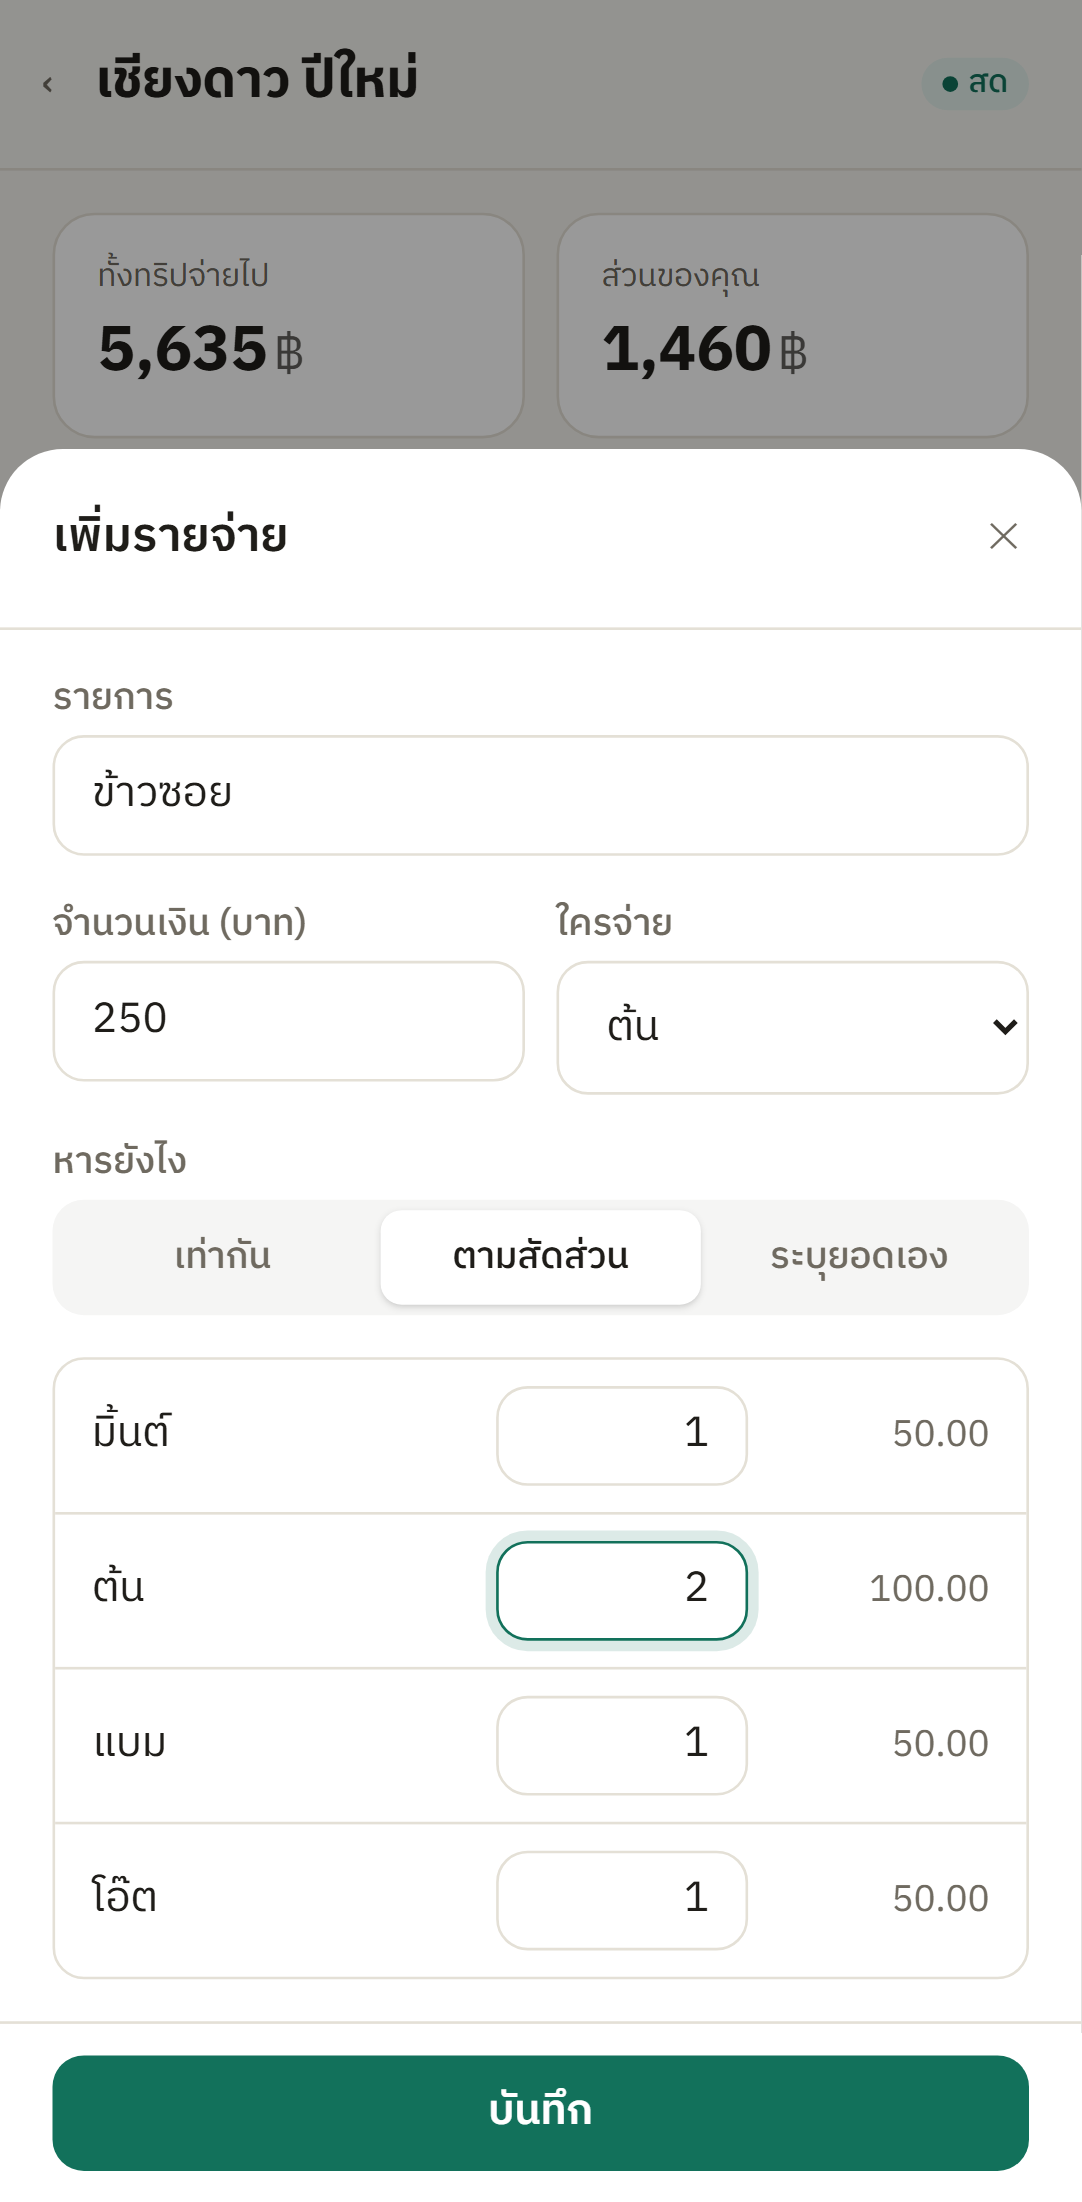 เชียงดาว ปีใหม่
สด
ทั้งทริปจ่ายไป
5,635 ฿
ส่วนของคุณ
1,460 ฿
เพิ่มรายจ่าย
รายการ
ข้าวซอย
จำนวนเงิน (บาท)
250
ใครจ่าย
ต้น
หารยังไง
เท่ากัน
ตามสัดส่วน
ระบุยอดเอง
มิ้นต์ 1 50.00
ต้น 2 100.00
แบม 1 50.00
โอ๊ต 1 50.00
บันทึก